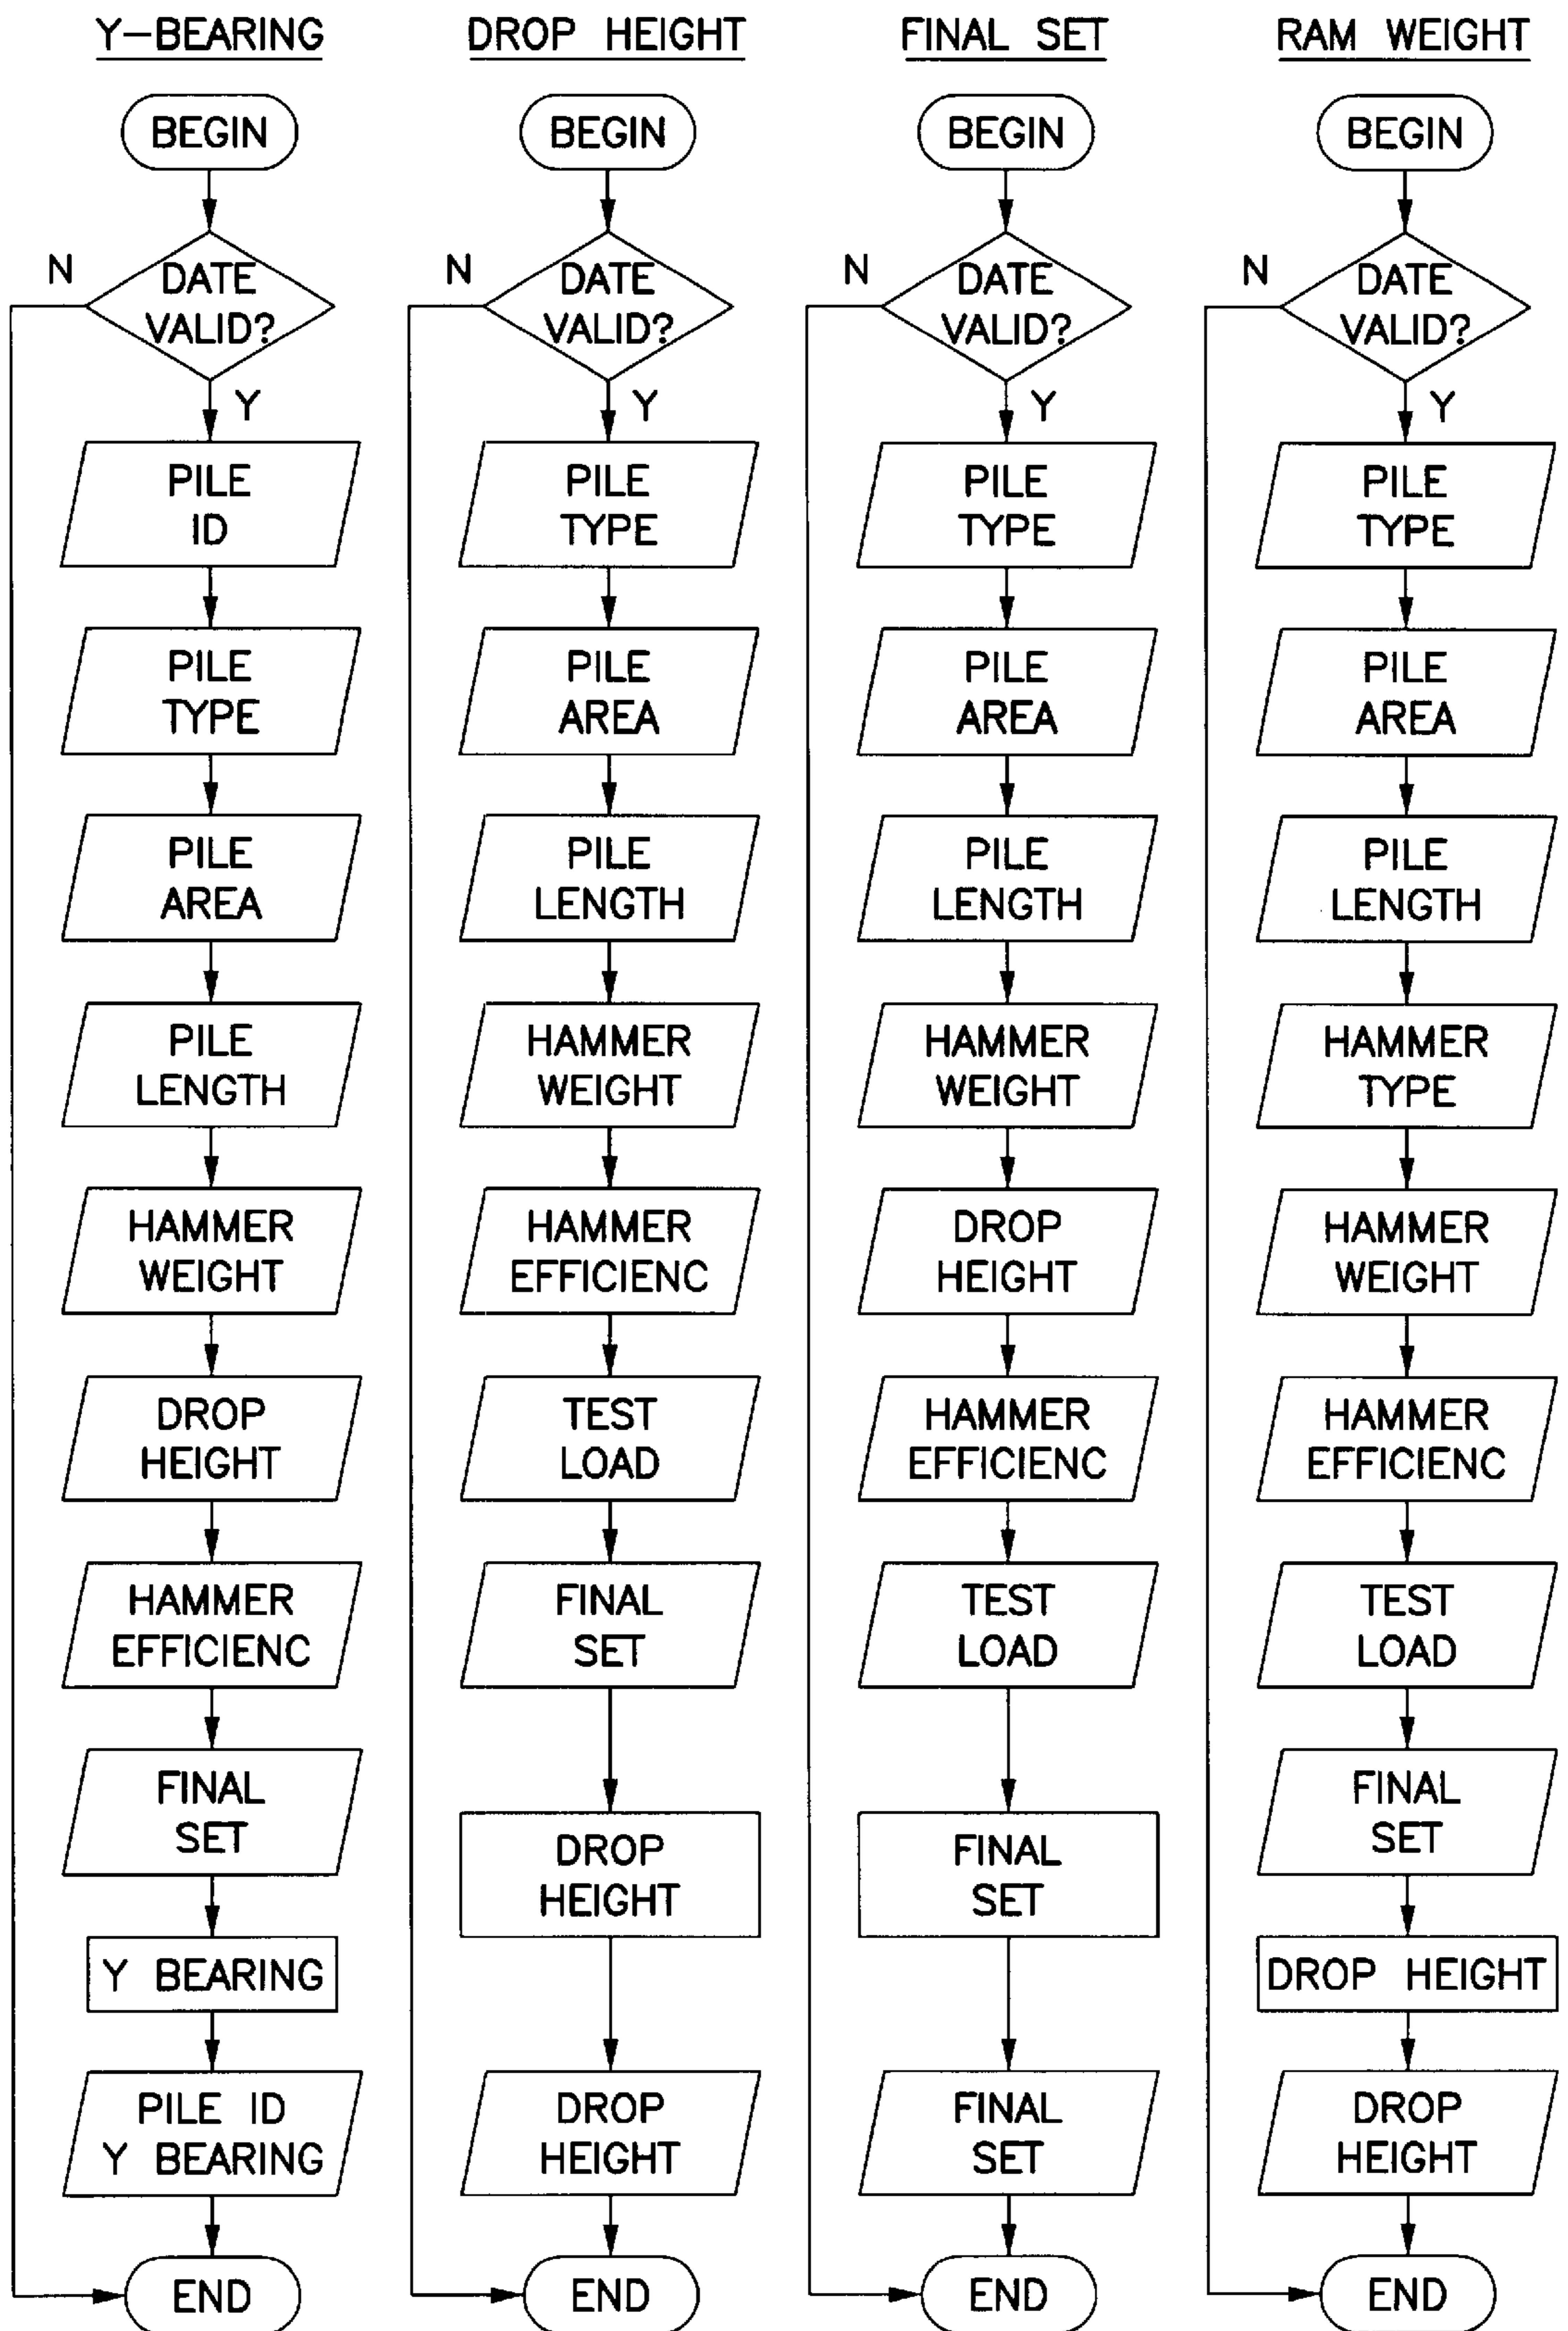 Y-BEARING
BEGIN
N
DATE
VALID?
Y
PILE
ID
PILE
TYPE
PILE
AREA
PILE
LENGTH
HAMMER
WEIGHT
DROP
HEIGHT
HAMMER
EFFICIENC
FINAL
SET
Y BEARING
PILE ID
Y BEARING
END
DROP HEIGHT
BEGIN
N
DATE
VALID?
Y
PILE
TYPE
PILE
AREA
PILE
LENGTH
HAMMER
WEIGHT
HAMMER
EFFICIENC
TEST
LOAD
FINAL
SET
DROP
HEIGHT
DROP
HEIGHT
END
FINAL SET
BEGIN
N
DATE
VALID?
Y
PILE
TYPE
PILE
AREA
PILE
LENGTH
HAMMER
WEIGHT
DROP
HEIGHT
HAMMER
EFFICIENC
TEST
LOAD
FINAL
SET
FINAL
SET
END
RAM WEIGHT
BEGIN
N
DATE
VALID?
Y
PILE
TYPE
PILE
AREA
PILE
LENGTH
HAMMER
TYPE
HAMMER
WEIGHT
HAMMER
EFFICIENC
TEST
LOAD
FINAL
SET
DROP HEIGHT
DROP
HEIGHT
END